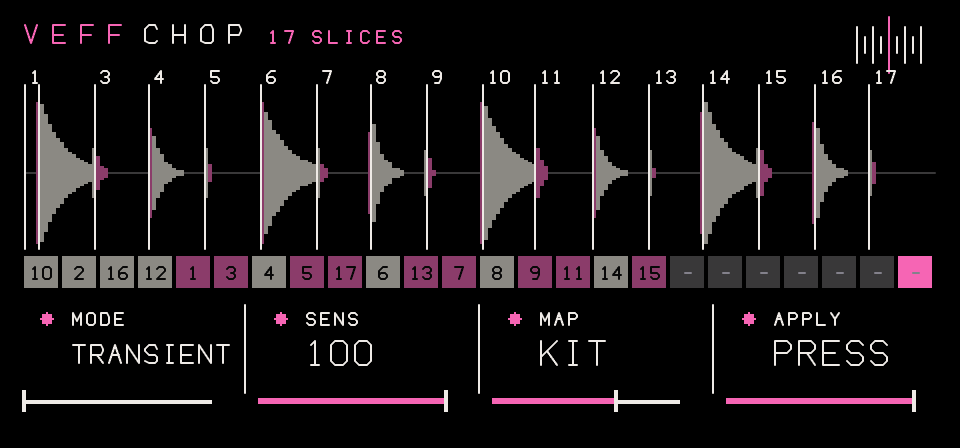 VEFF CHOP 17 SLICES
1 3 4 5 6 7 8 9 10 11 12 13 14 15 16 17
10 2 16 12 1 3 4 5 17 6 13 7 8 9 11 14 15 - - - - - - -
MODE SENS MAP APPLY
TRANSIENT 100 KIT PRESS